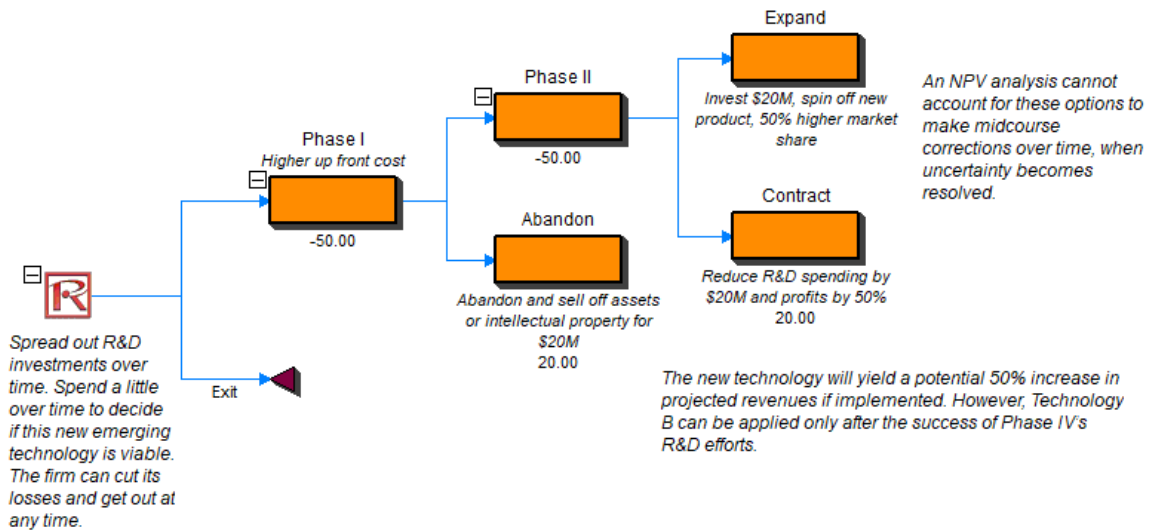 Expand
Invest $20M, spin off new
product, 50% higher market
share
An NPV analysis cannot
account for these options to
make midcourse
corrections over time, when
uncertainty becomes
resolved.
Phase II
-50.00
Phase I
Higher up front cost
-50.00
Contract
Reduce R&D spending by
$20M and profits by 50%
20.00
Abandon
Abandon and sell off assets
or intellectual property for
$20M
20.00
R
Spread out R&D
investments over
time. Spend a little
over time to decide
if this new emerging
technology is viable.
The firm can cut its
losses and get out at
any time.
Exit
The new technology will yield a potential 50% increase in
projected revenues if implemented. However, Technology
B can be applied only after the success of Phase IV's
R&D efforts.